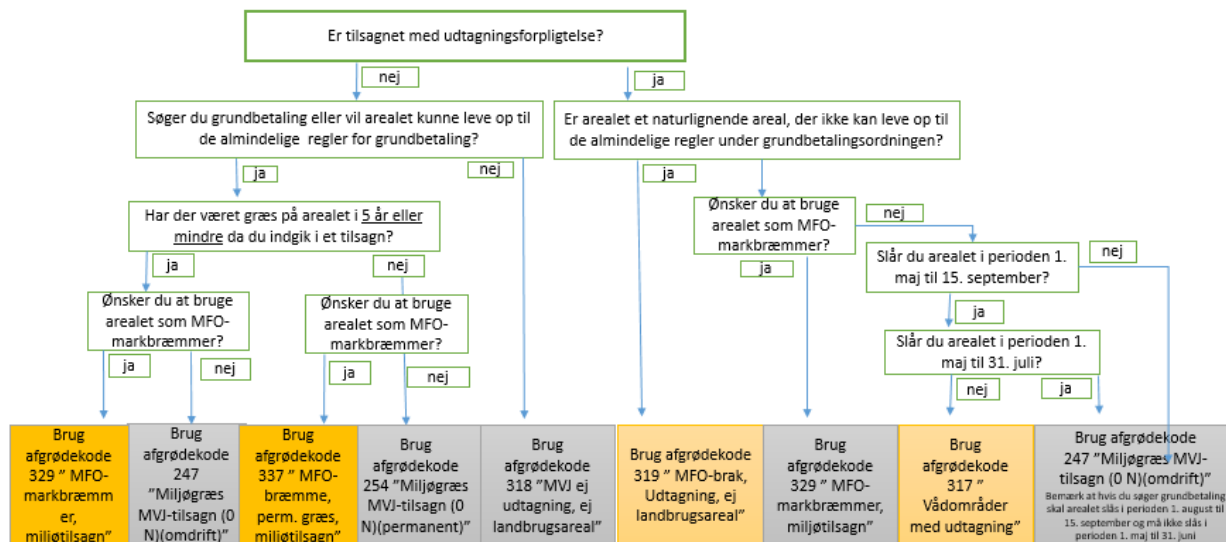 Er tilsagnet med udtagningsforpligtelse?
nej
ja
Søger du grundbetaling eller vil arealet kunne leve op til
de almindelige regler for grundbetaling?
Er arealet et naturlignende areal, der ikke kan leve op til
de almindelige regler under grundbetalingsordningen?
ja
nej
ja
Har der været græs på arealet i 5 år eller
mindre da du indgik i et tilsagn?
Ønsker du at bruge
arealet som MFO-
markbræmmer?
nej
Slår du arealet i perioden 1.
maj til 15. september?
nej
ja
nej
ja
Ønsker du at bruge
arealet som MFO-
markbræmmer?
Ønsker du at bruge
arealet som MFO-
markbræmmer?
ja
Slår du arealet i perioden 1.
maj til 31. juli?
ja
nej
ja
nej
nej
ja
Brug
afgrødekode
329 ” MFO-
markbræmm
er,
miljøtilsagn”
Brug
afgrødekode
247
”Miljøgræs
MVJ-tilsagn (0
N)(omdrift)”
Brug
afgrødekode
337 ” MFO-
bræmme,
perm. græs,
miljøtilsagn”
Brug
afgrødekode
254 ”Miljøgræs
MVJ-tilsagn (0
N)(permanent)”
Brug
afgrødekode
318 ”MVJ ej
udtagning, ej
landbrugsareal”
Brug afgrødekode
319 ” MFO-brak,
Udtagning, ej
landbrugsareal”
Brug
afgrødekode
329 ” MFO-
markbræmmer,
miljøtilsagn”
Brug
afgrødekode
317 ”
Vådområder
med udtagning”
Brug afgrødekode
247 ”Miljøgræs MVJ-
tilsagn (0 N)(omdrift)”
Bemærk at hvis du søger grundbetaling
skal arealet slås i perioden 1. august til
15. september og må ikke slås i
perioden 1. maj til 31. juni